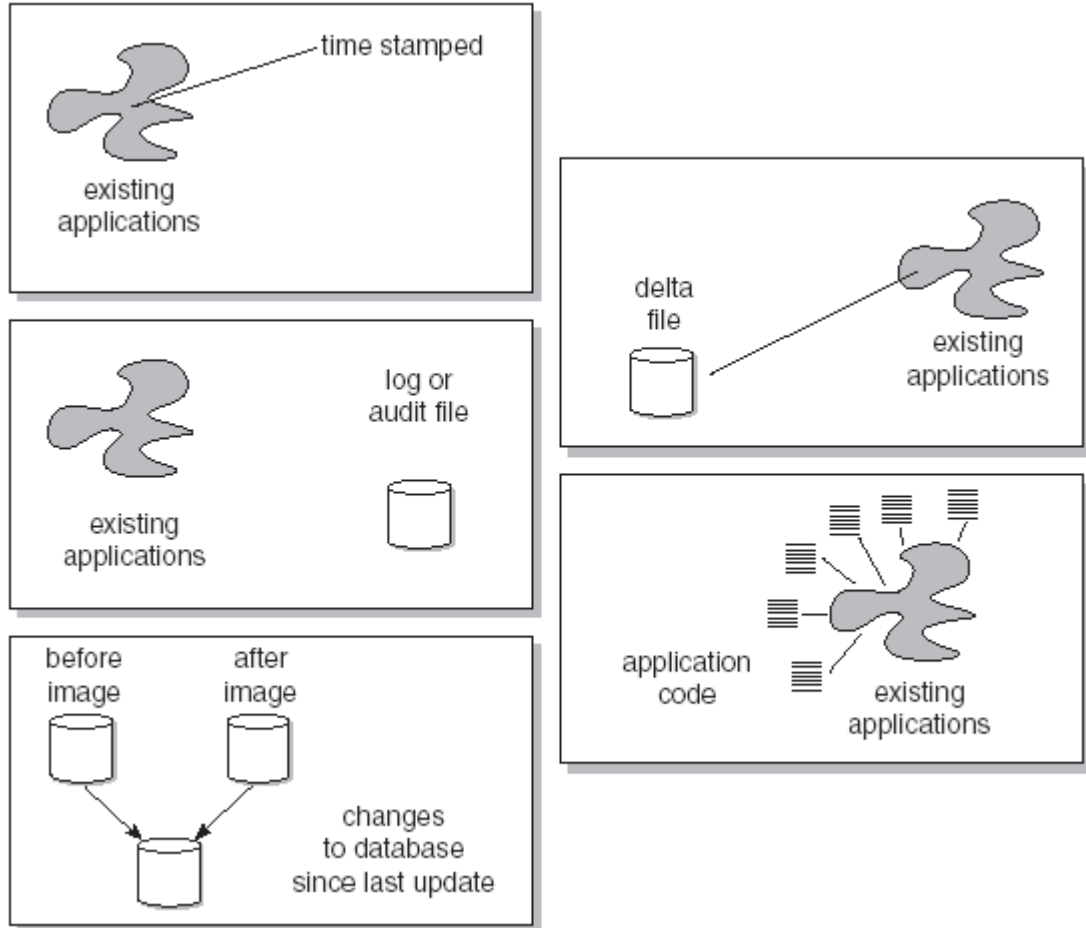 time stamped
existing
applications
delta
file
existing
applications
log or
audit file
existing
applications
application
code
existing
applications
before
image
after
image
changes
to database
since last update